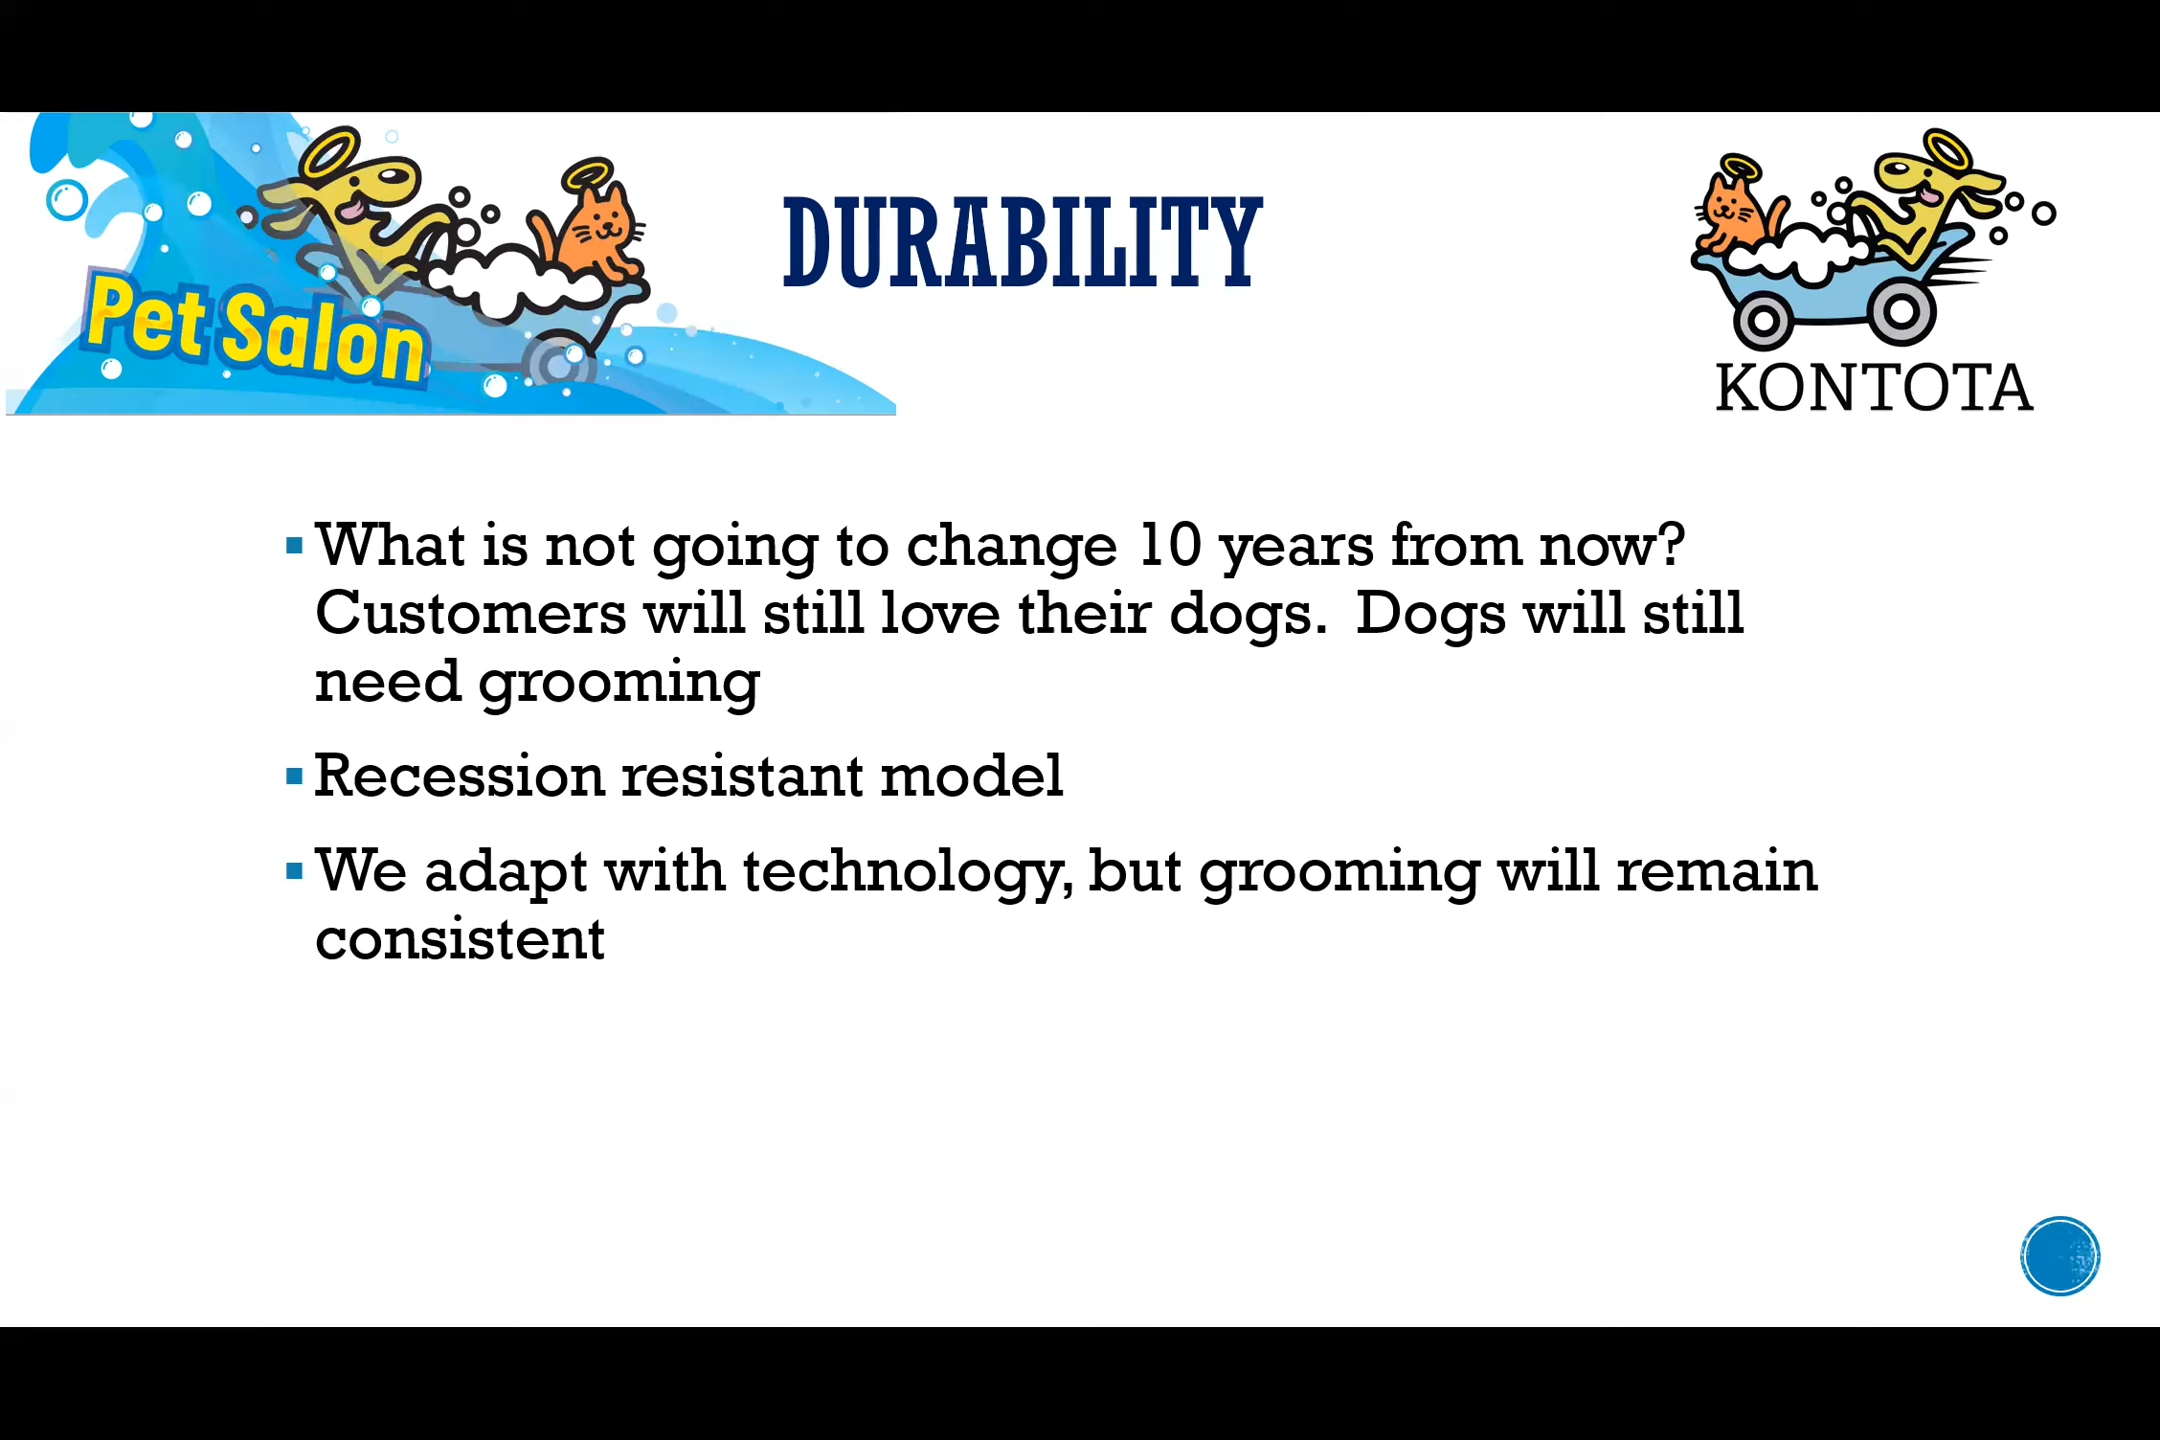 Pet Salon
DURABILITY
KONTOTA
▪ What is not going to change 10 years from now?
Customers will still love their dogs.  Dogs will still
need grooming
▪ Recession resistant model
▪ We adapt with technology, but grooming will remain
consistent